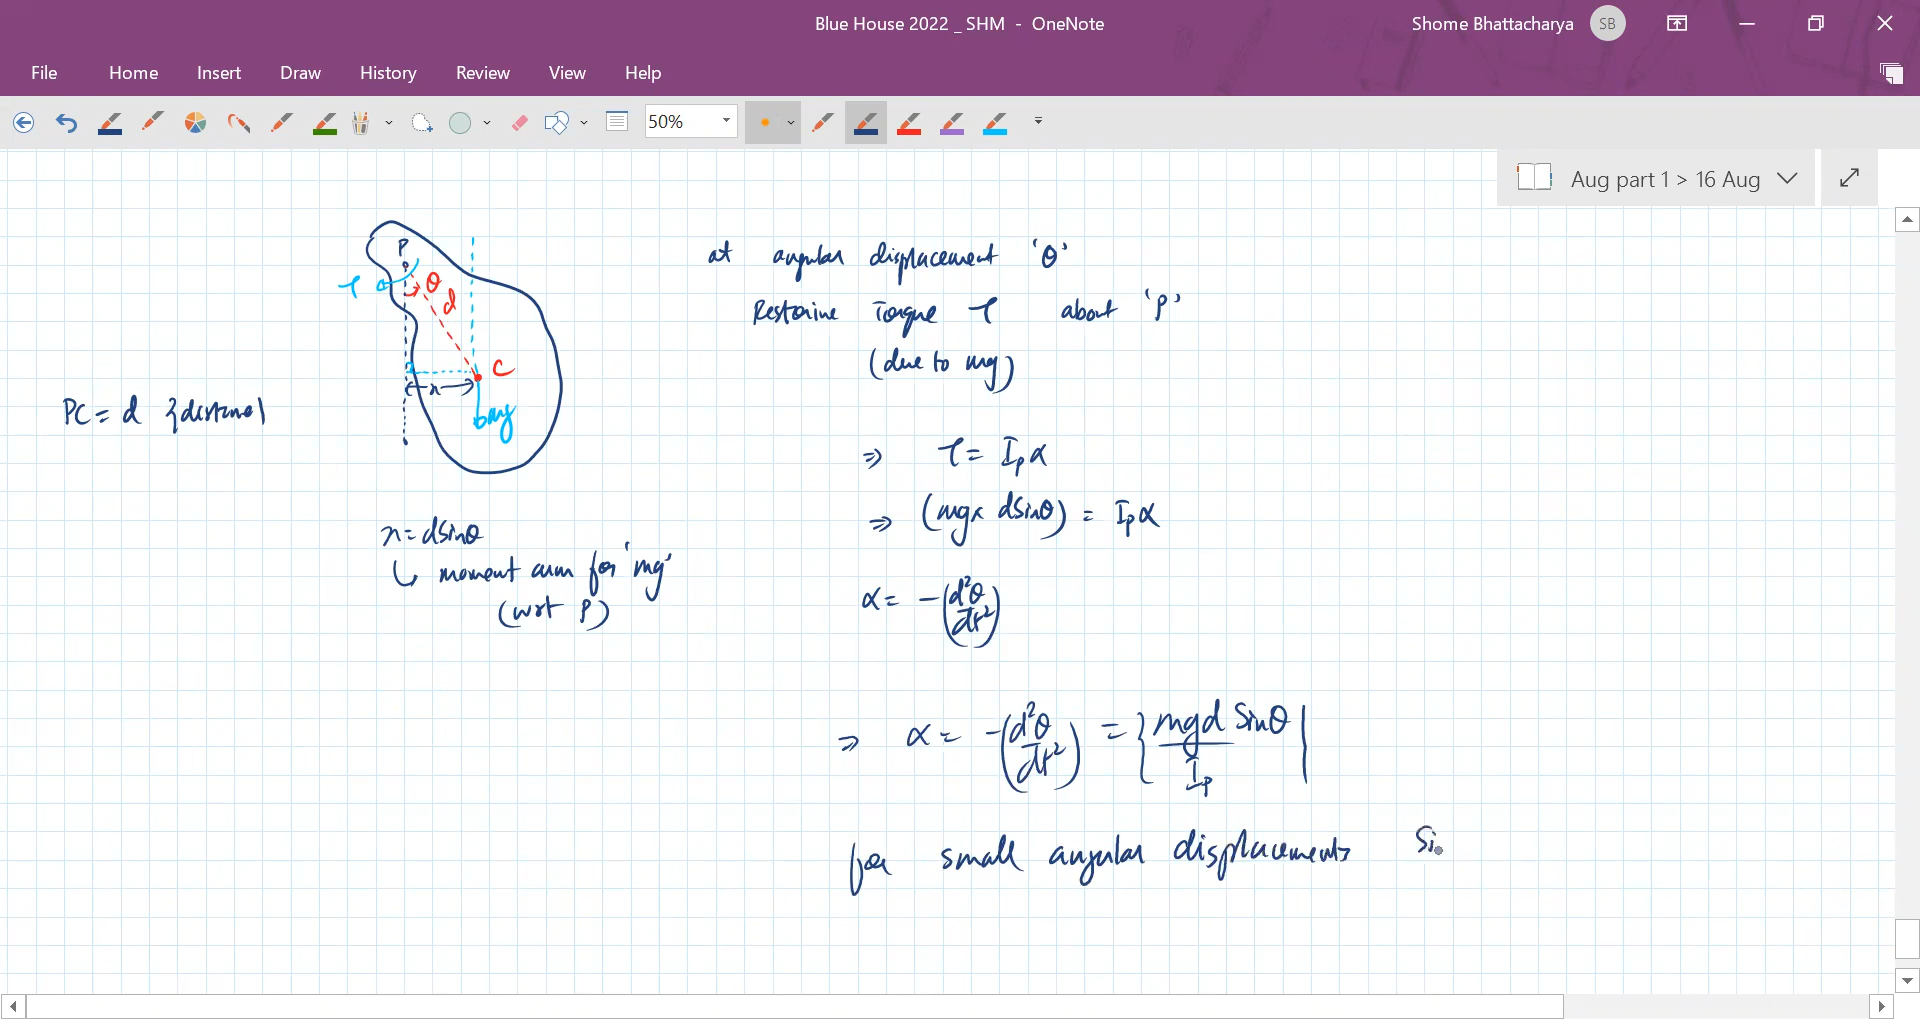 Blue House 2022 _ SHM - OneNote
Shome Bhattacharya
SB
File Home Insert Draw History Review View Help
50%
Aug part 1 > 16 Aug
P
τ
θ
d
C
x
mg
PC = d {distance}
x = d sinθ
moment arm for 'mg'
(wrt P)
at angular displacement 'θ'
Restoring Torque τ about 'P'
(due to mg)
⇒ τ = Iₚα
⇒ (mg× dSinθ) = Iₚα
α = -(d²θ/dt²)
⇒ α = -(d²θ/dt²) = {mgd Sinθ/Iₚ}
for small angular displacements Si